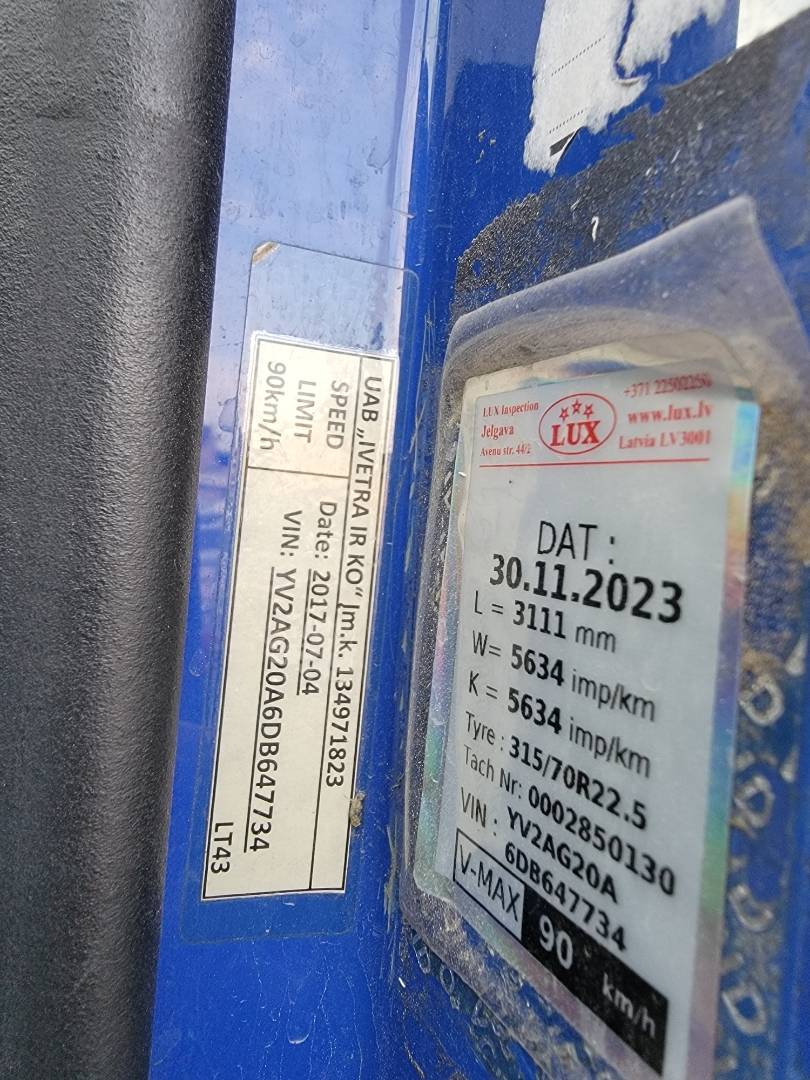 UAB „IVETRA IR KO“ Įm.k. 134971823
SPEED
LIMIT
90km/h
Date: 2017-07-04
VIN: YV2AG20A6DB647734
LT43
LUX Inspection
Jelgava
Avenu str. 44/2
LUX
+371 22502250
www.lux.lv
Latvia LV3001
DAT :
30.11.2023
L = 3111 mm
W= 5634 imp/km
K = 5634 imp/km
Tyre : 315/70R22.5
Tach Nr: 0002850130
VIN : YV2AG20A
6DB647734
V-MAX 90 km/h